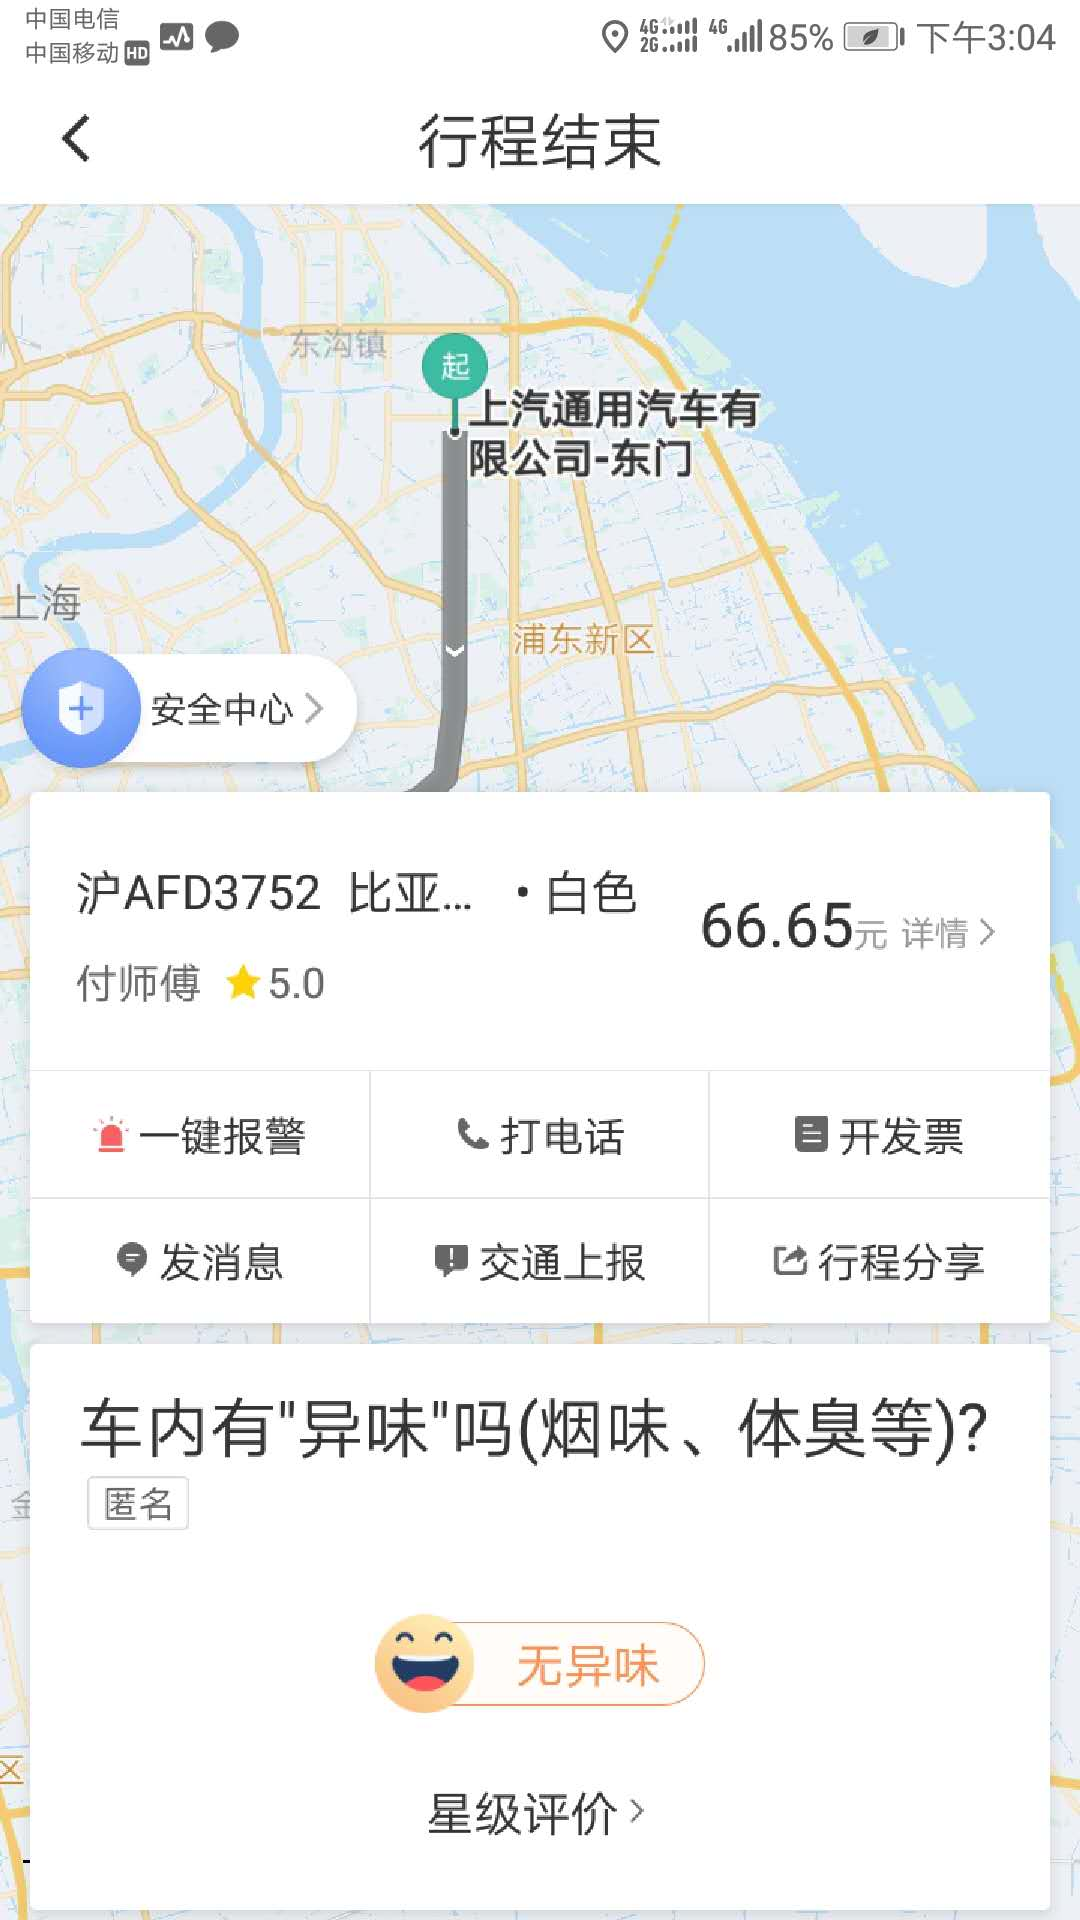 中国电信
中国移动 HD
4G 2G 4G 85% 下午3:04
行程结束
东沟镇
起
上汽通用汽车有
限公司-东门
上海
浦东新区
安全中心
沪AFD3752 比亚... ·白色
66.65元 详情
付师傅 5.0
一键报警
打电话
开发票
发消息
交通上报
行程分享
车内有"异味"吗(烟味、体臭等)?
匿名
金
无异味
区
星级评价